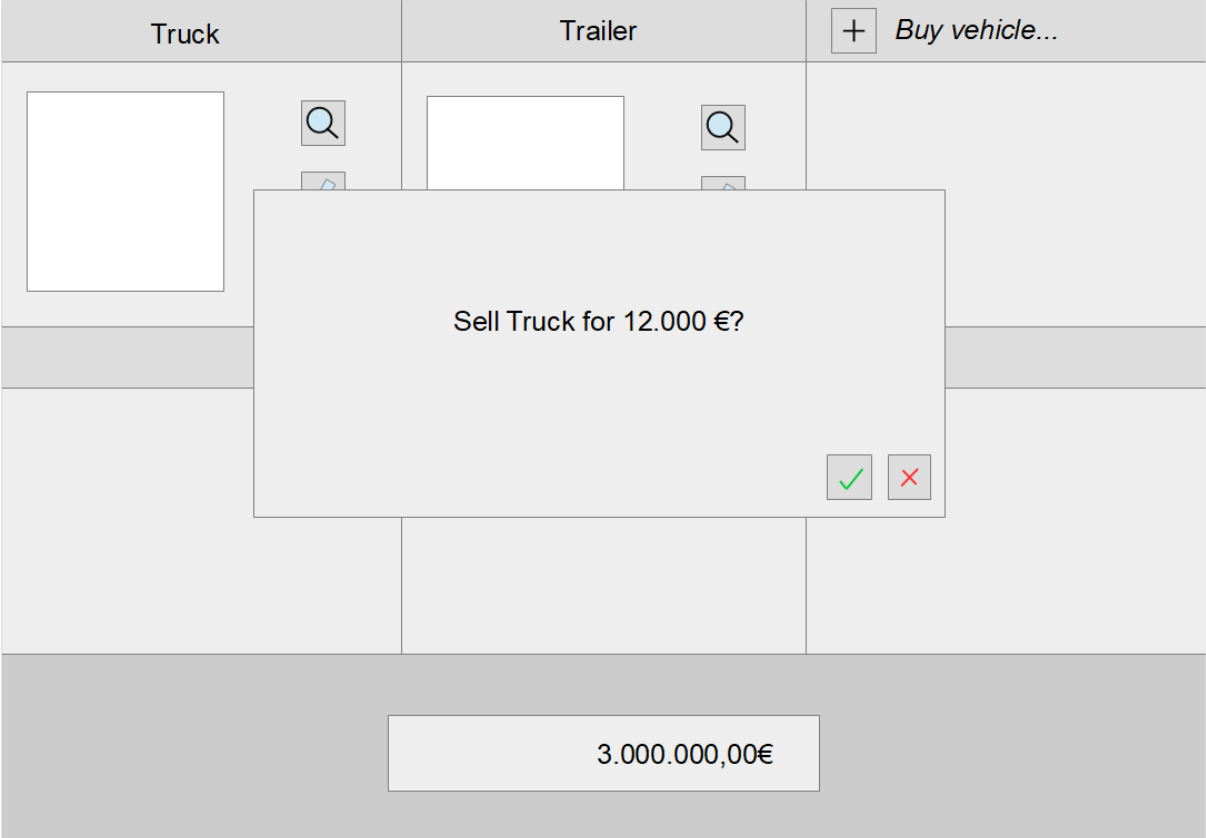 Truck
Trailer
Buy vehicle...
Sell Truck for 12.000 €?
3.000.000,00€